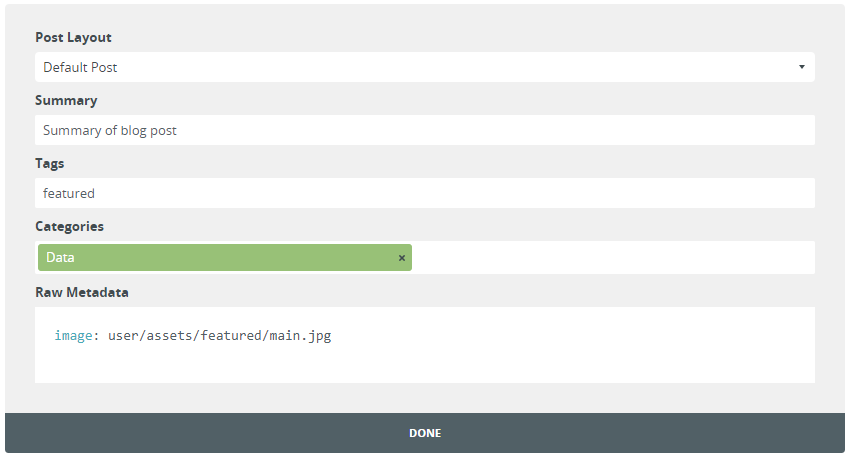 Post Layout
Default Post
Summary
Summary of blog post
Tags
featured
Categories
Data ×
Raw Metadata
image: user/assets/featured/main.jpg
DONE